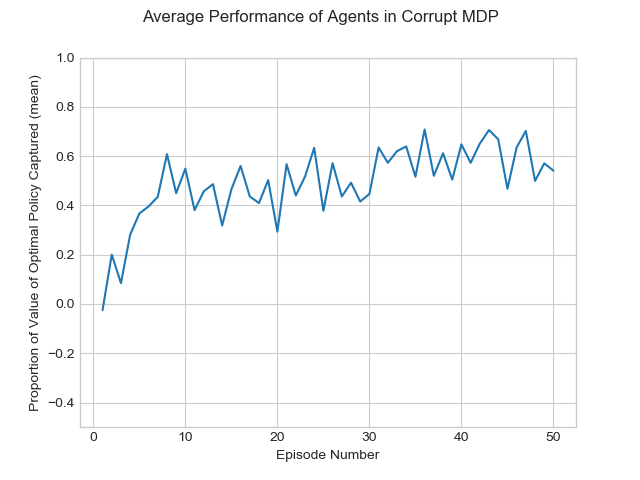 Average Performance of Agents in Corrupt MDP
Proportion of Value of Optimal Policy Captured (mean)
1.0
0.8
0.6
0.4
0.2
0.0
−0.2
−0.4
0 10 20 30 40 50
Episode Number